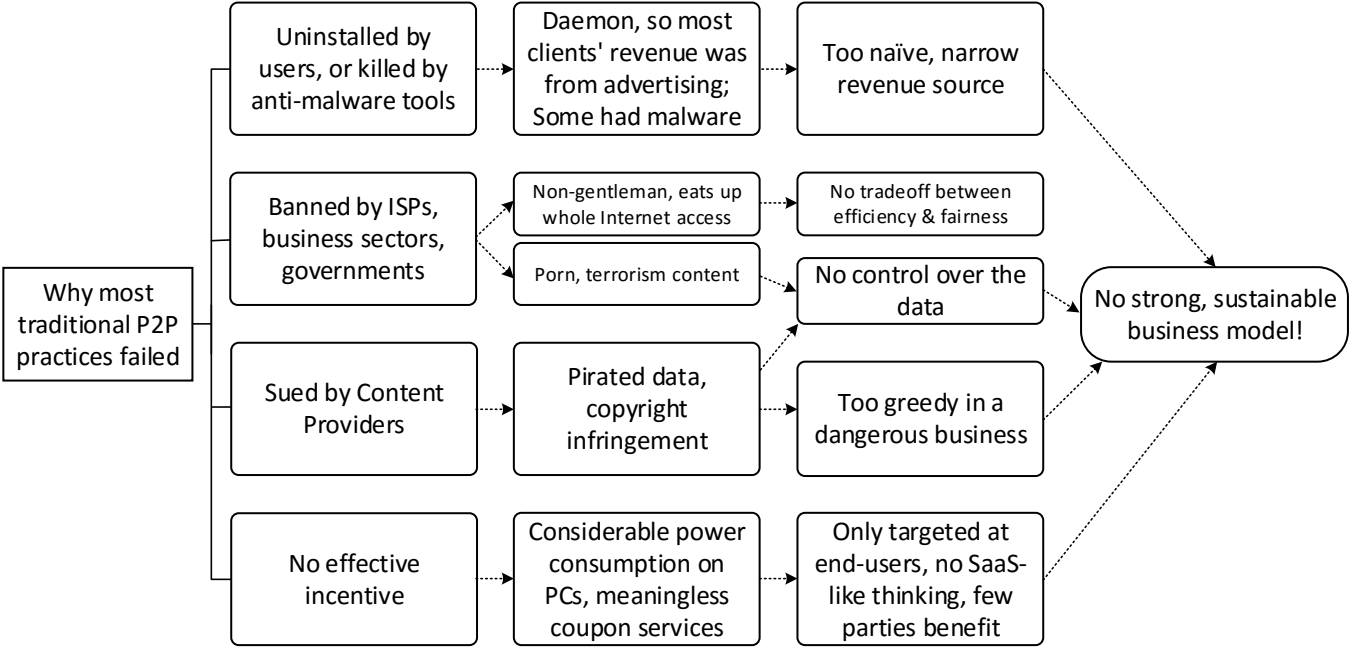 Why most
traditional P2P
practices failed
Uninstalled by
users, or killed by
anti-malware tools
Daemon, so most
clients' revenue was
from advertising;
Some had malware
Too naïve, narrow
revenue source
Banned by ISPs,
business sectors,
governments
Non-gentleman, eats up
whole Internet access
No tradeoff between
efficiency & fairness
Porn, terrorism content
No control over the
data
Sued by Content
Providers
Pirated data,
copyright
infringement
Too greedy in a
dangerous business
No effective
incentive
Considerable power
consumption on
PCs, meaningless
coupon services
Only targeted at
end-users, no SaaS-
like thinking, few
parties benefit
No strong, sustainable
business model!